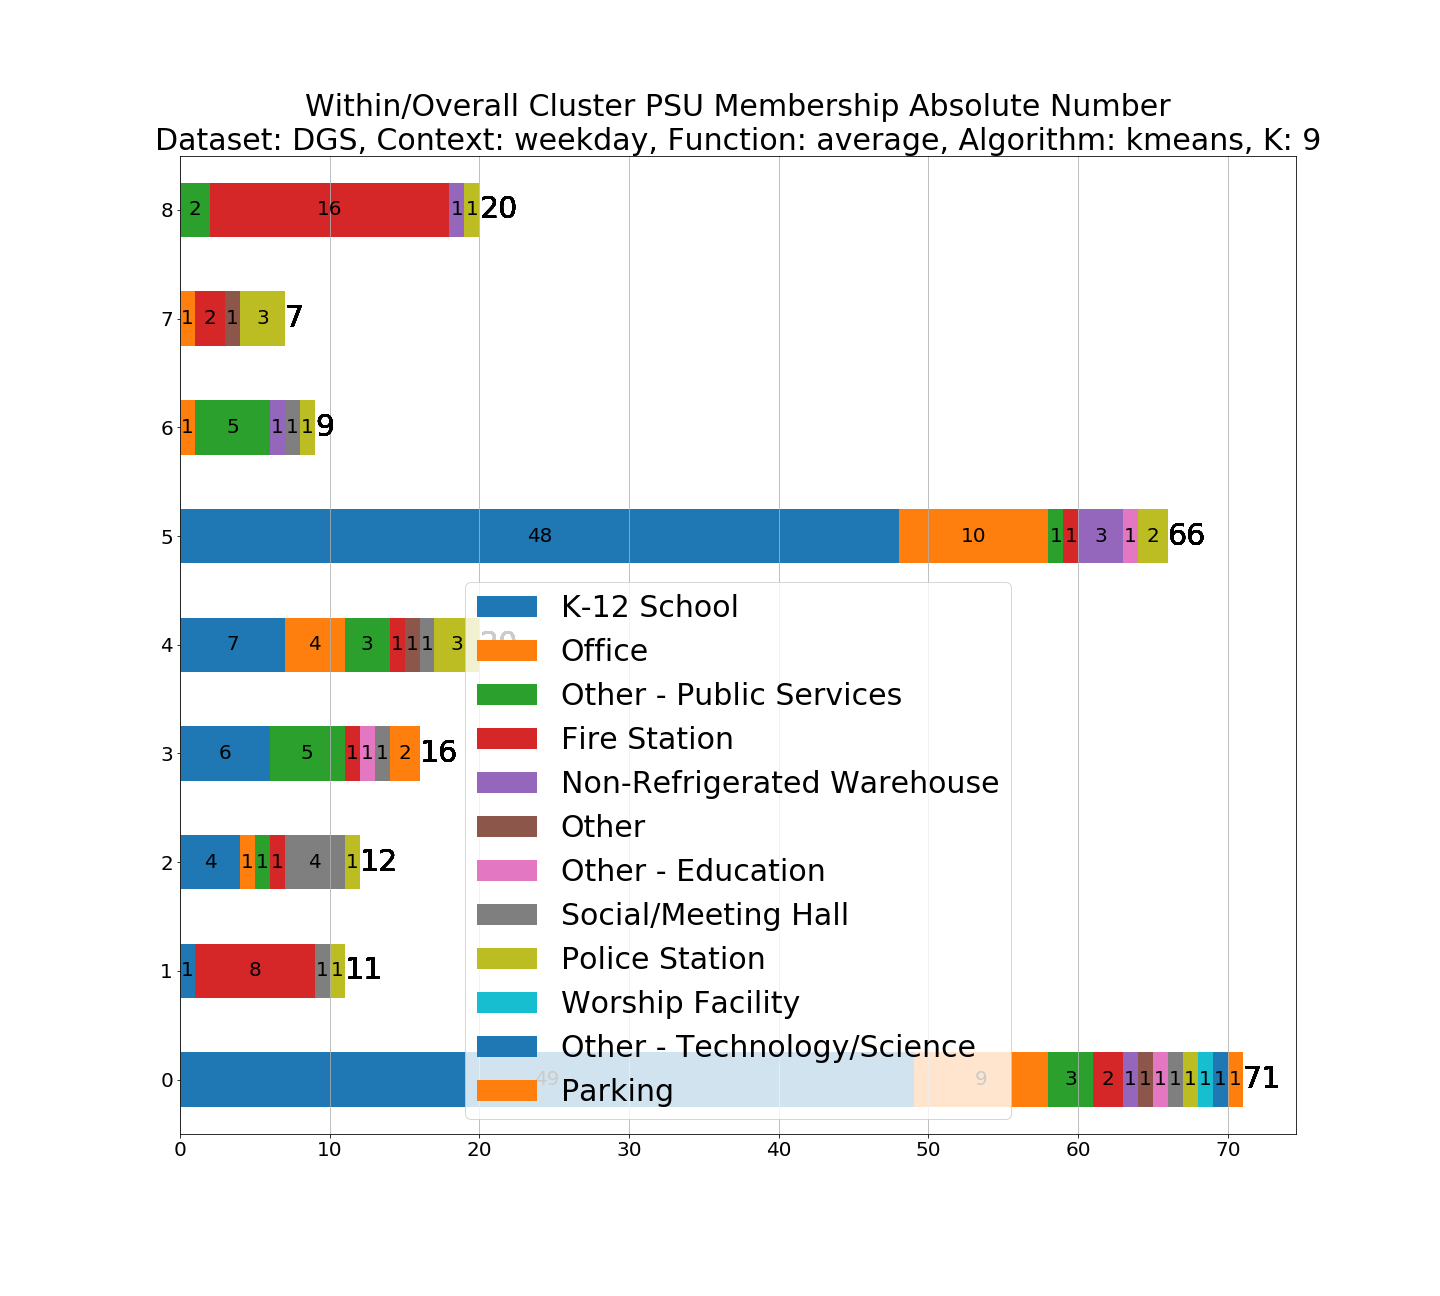 Within/Overall Cluster PSU Membership Absolute Number
Dataset: DGS, Context: weekday, Function: average, Algorithm: kmeans, K: 9
8 2 16 1 1 20
7 1 2 1 3 7
6 1 5 1 1 1 9
5 48 10 1 1 3 1 2 66
4 7 4 3 1 1 1 3 20
3 6 5 1 1 1 2 16
2 4 1 1 1 4 1 12
1 1 8 1 1 11
0 49 9 3 2 1 1 1 1 1 1 1 1 71
K-12 School
Office
Other - Public Services
Fire Station
Non-Refrigerated Warehouse
Other
Other - Education
Social/Meeting Hall
Police Station
Worship Facility
Other - Technology/Science
Parking
0 10 20 30 40 50 60 70